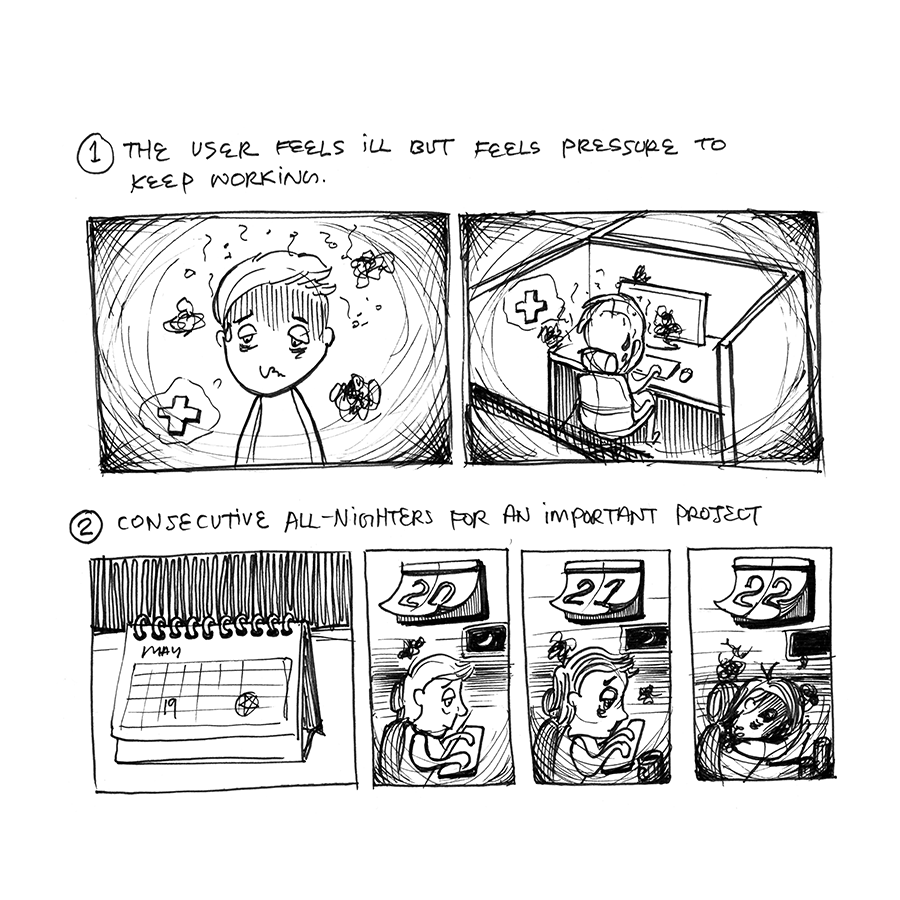 1 THE USER FEELS ILL BUT FEELS PRESSURE TO
KEEP WORKING.
2 CONSECUTIVE ALL-NIGHTERS FOR AN IMPORTANT PROJECT
MAY
19
20
21
22